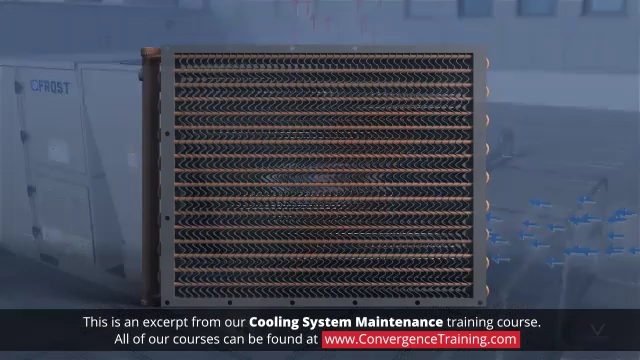 FROST
This is an excerpt from our Cooling System Maintenance training course.
All of our courses can be found at www.ConvergenceTraining.com